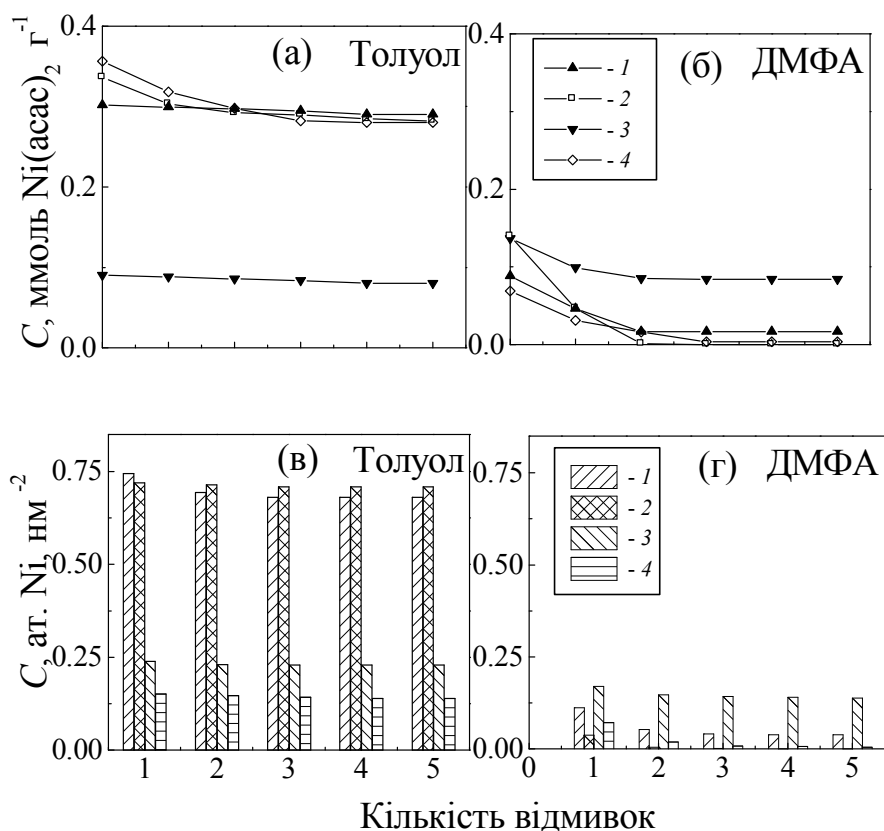 (а) Толуол
C, ммоль Ni(acac)₂ г⁻¹
0.4
0.2
0.0
(б) ДМФА
- 1
- 2
- 3
- 4
0.4
0.2
0.0
(в) Толуол
C, ат. Ni, нм⁻²
0.75
0.50
0.25
0.00
1 2 3 4 5
(г) ДМФА
- 1
- 2
- 3
- 4
0.75
0.50
0.25
0.00
0 1 2 3 4 5
Кількість відмивок